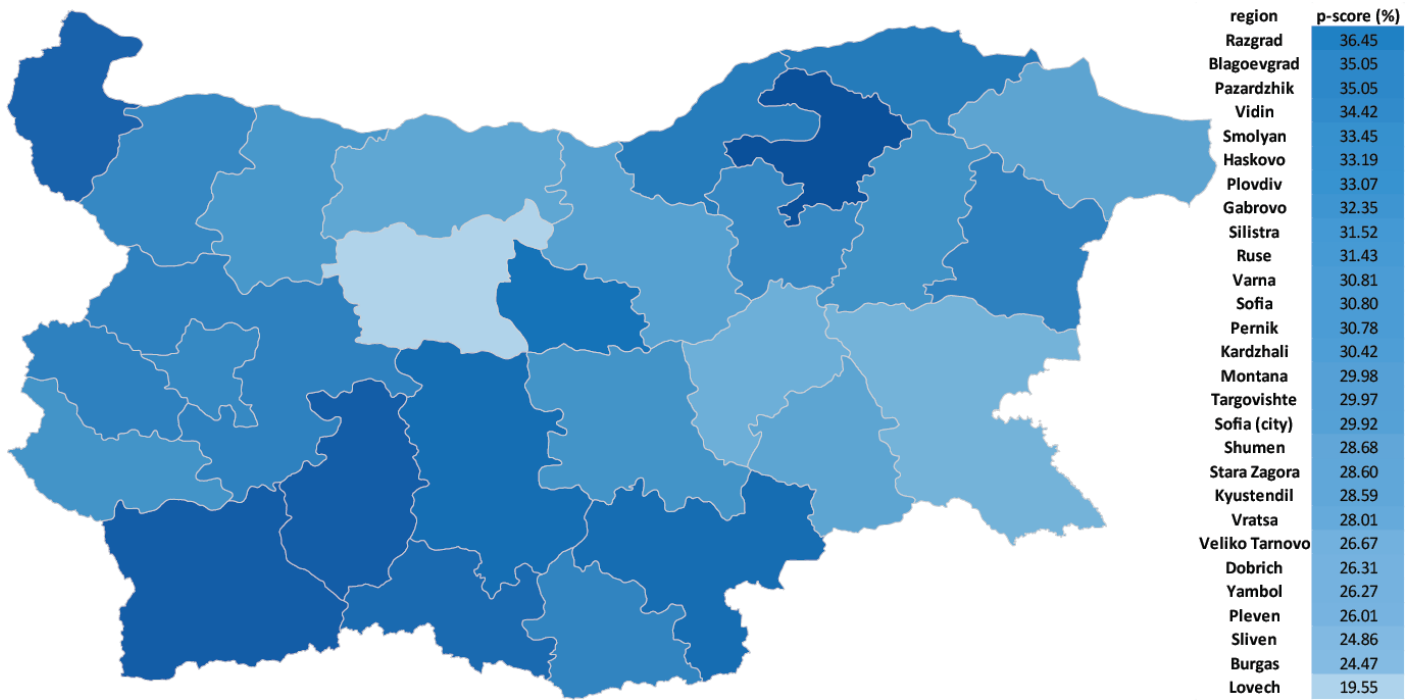 region p-score (%)
Razgrad 36.45
Blagoevgrad 35.05
Pazardzhik 35.05
Vidin 34.42
Smolyan 33.45
Haskovo 33.19
Plovdiv 33.07
Gabrovo 32.35
Silistra 31.52
Ruse 31.43
Varna 30.81
Sofia 30.80
Pernik 30.78
Kardzhali 30.42
Montana 29.98
Targovishte 29.97
Sofia (city) 29.92
Shumen 28.68
Stara Zagora 28.60
Kyustendil 28.59
Vratsa 28.01
Veliko Tarnovo 26.67
Dobrich 26.31
Yambol 26.27
Pleven 26.01
Sliven 24.86
Burgas 24.47
Lovech 19.55